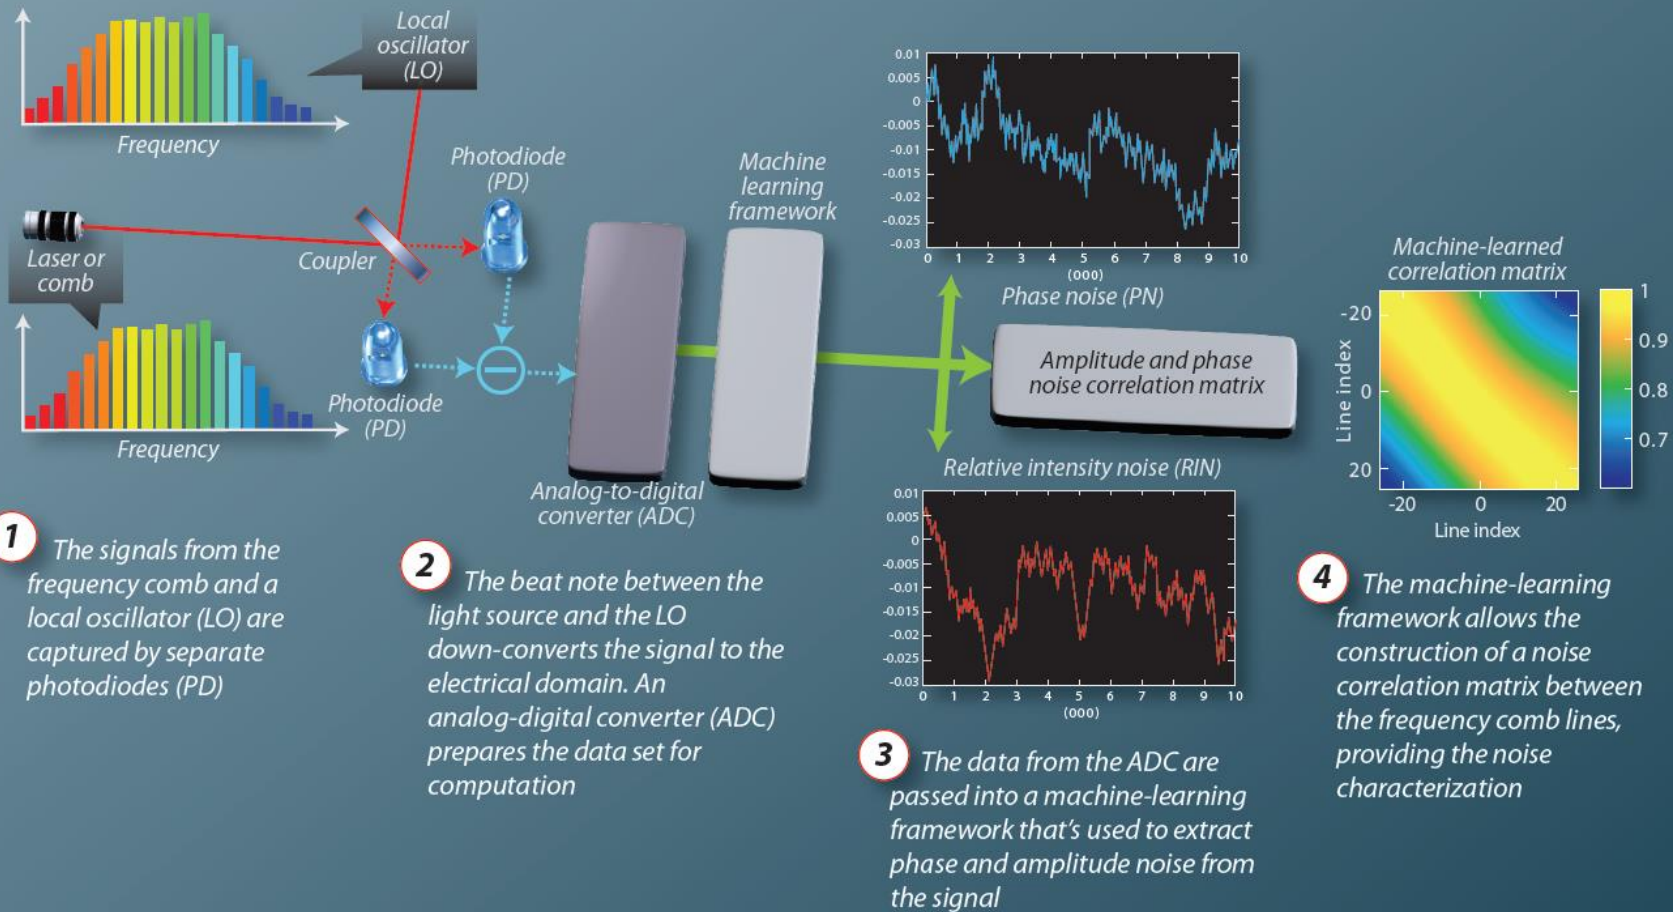 Local
oscillator
(LO)
Frequency
Laser or
comb
Frequency
Coupler
Photodiode
(PD)
Photodiode
(PD)
Analog-to-digital
converter (ADC)
Machine
learning
framework
0.01
0.005
0
-0.005
-0.01
-0.015
-0.02
-0.025
-0.03
0 1 2 3 4 5 6 7 8 9 10
(000)
Phase noise (PN)
Amplitude and phase
noise correlation matrix
Relative intensity noise (RIN)
0.01
0.005
0
-0.005
-0.01
-0.015
-0.02
-0.025
-0.03
0 1 2 3 4 5 6 7 8 9 10
(000)
Machine-learned
correlation matrix
Line index
-20
0
20
-20 0 20
Line index
1
0.9
0.8
0.7
1 The signals from the
frequency comb and a
local oscillator (LO) are
captured by separate
photodiodes (PD)
2 The beat note between the
light source and the LO
down-converts the signal to the
electrical domain. An
analog-digital converter (ADC)
prepares the data set for
computation
3 The data from the ADC are
passed into a machine-learning
framework that's used to extract
phase and amplitude noise from
the signal
4 The machine-learning
framework allows the
construction of a noise
correlation matrix between
the frequency comb lines,
providing the noise
characterization